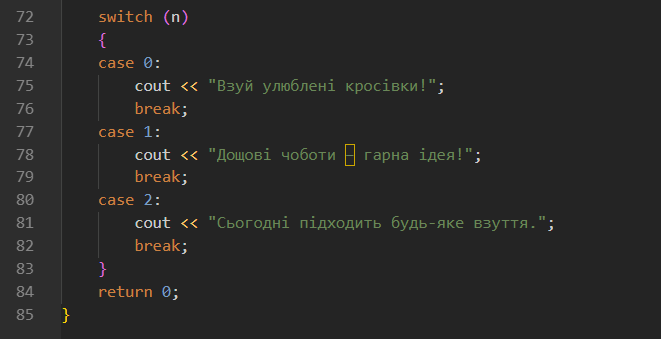 72 switch (n)
73 {
74 case 0:
75 cout << "Взуй улюблені кросівки!";
76 break;
77 case 1:
78 cout << "Дощові чоботи – гарна ідея!";
79 break;
80 case 2:
81 cout << "Сьогодні підходить будь-яке взуття.";
82 break;
83 }
84 return 0;
85 }